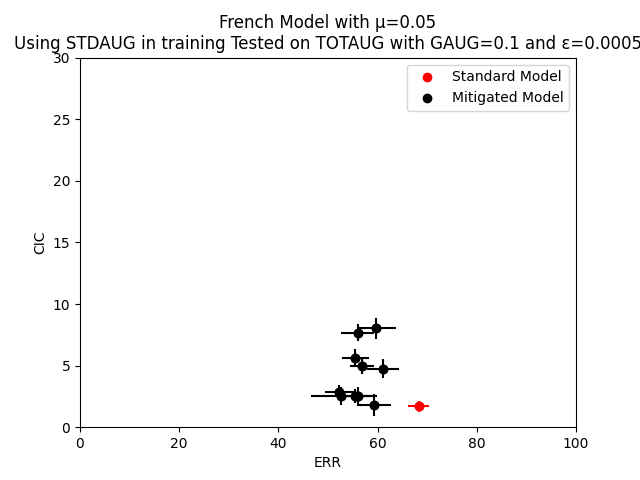 French Model with μ=0.05
Using STDAUG in training Tested on TOTAUG with GAUG=0.1 and ε=0.0005
Standard Model
Mitigated Model
30
25
20
15
10
5
0
CIC
0 20 40 60 80 100
ERR